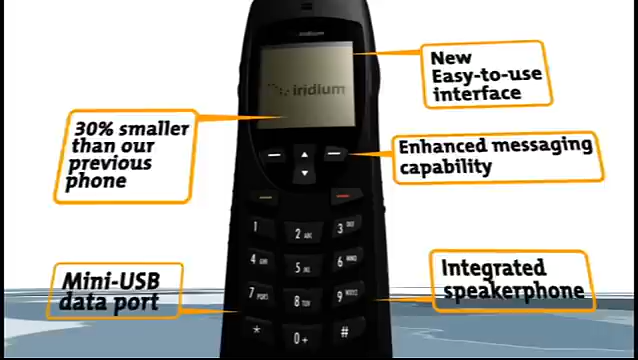 iridium
iridium
New
Easy-to-use
interface
30% smaller
than our
previous
phone
Enhanced messaging
capability
Mini-USB
data port
Integrated
speakerphone
1
2 ABC
3 DEF
4 GHI
5 JKL
6 MNO
7 PQRS
8 TUV
9 WXYZ
*
0+
#